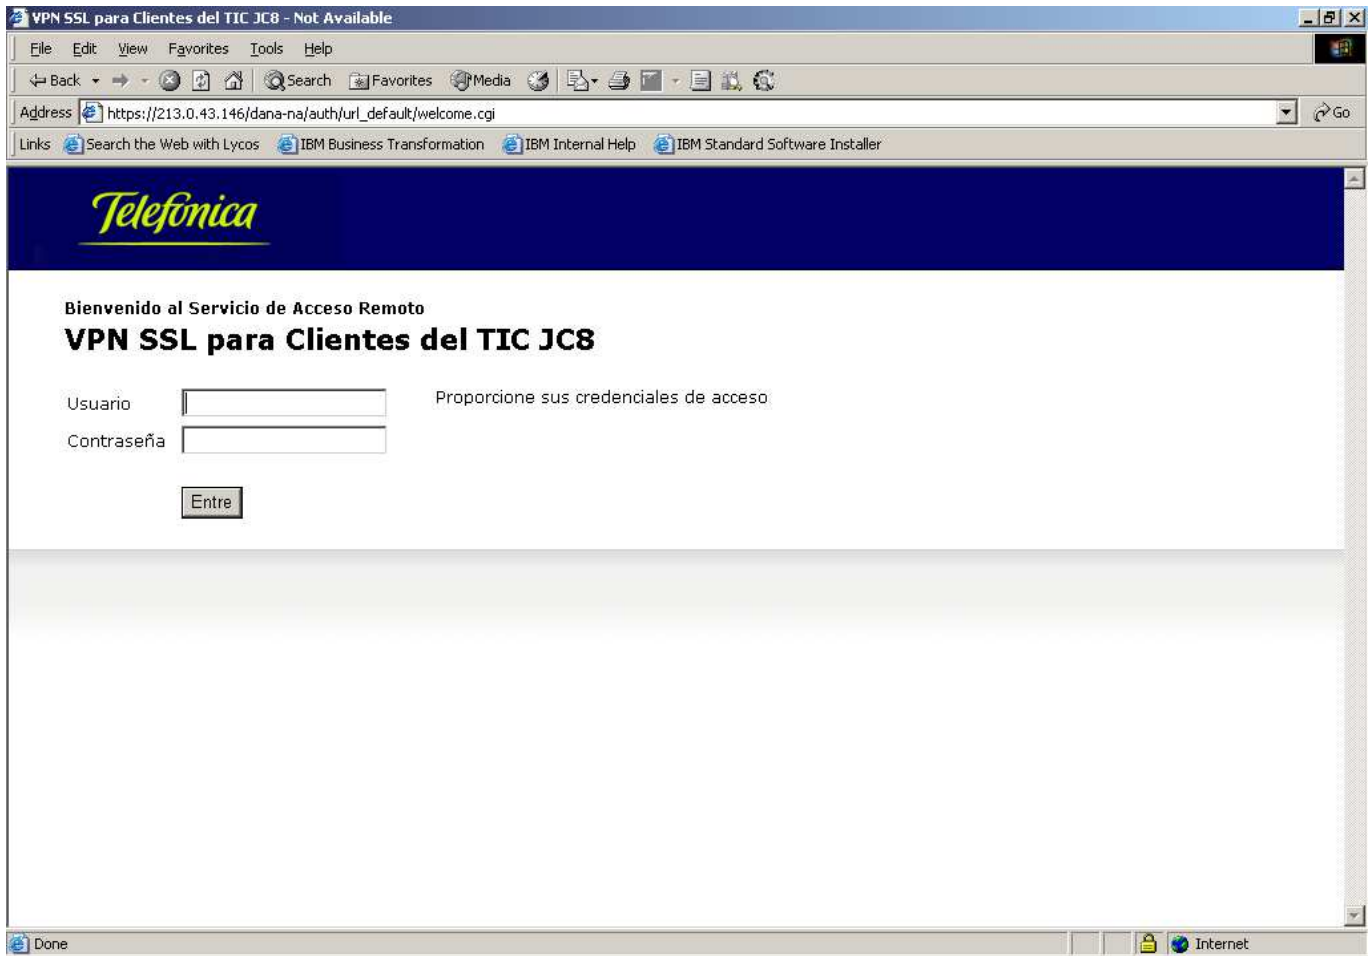 VPN SSL para Clientes del TIC JC8 - Not Available
File Edit View Favorites Tools Help
Back Search Favorites Media
Address https://213.0.43.146/dana-na/auth/url_default/welcome.cgi Go
Links Search the Web with Lycos IBM Business Transformation IBM Internal Help IBM Standard Software Installer
Telefónica
Bienvenido al Servicio de Acceso Remoto
VPN SSL para Clientes del TIC JC8
Usuario Proporcione sus credenciales de acceso
Contraseña
Entre
Done Internet